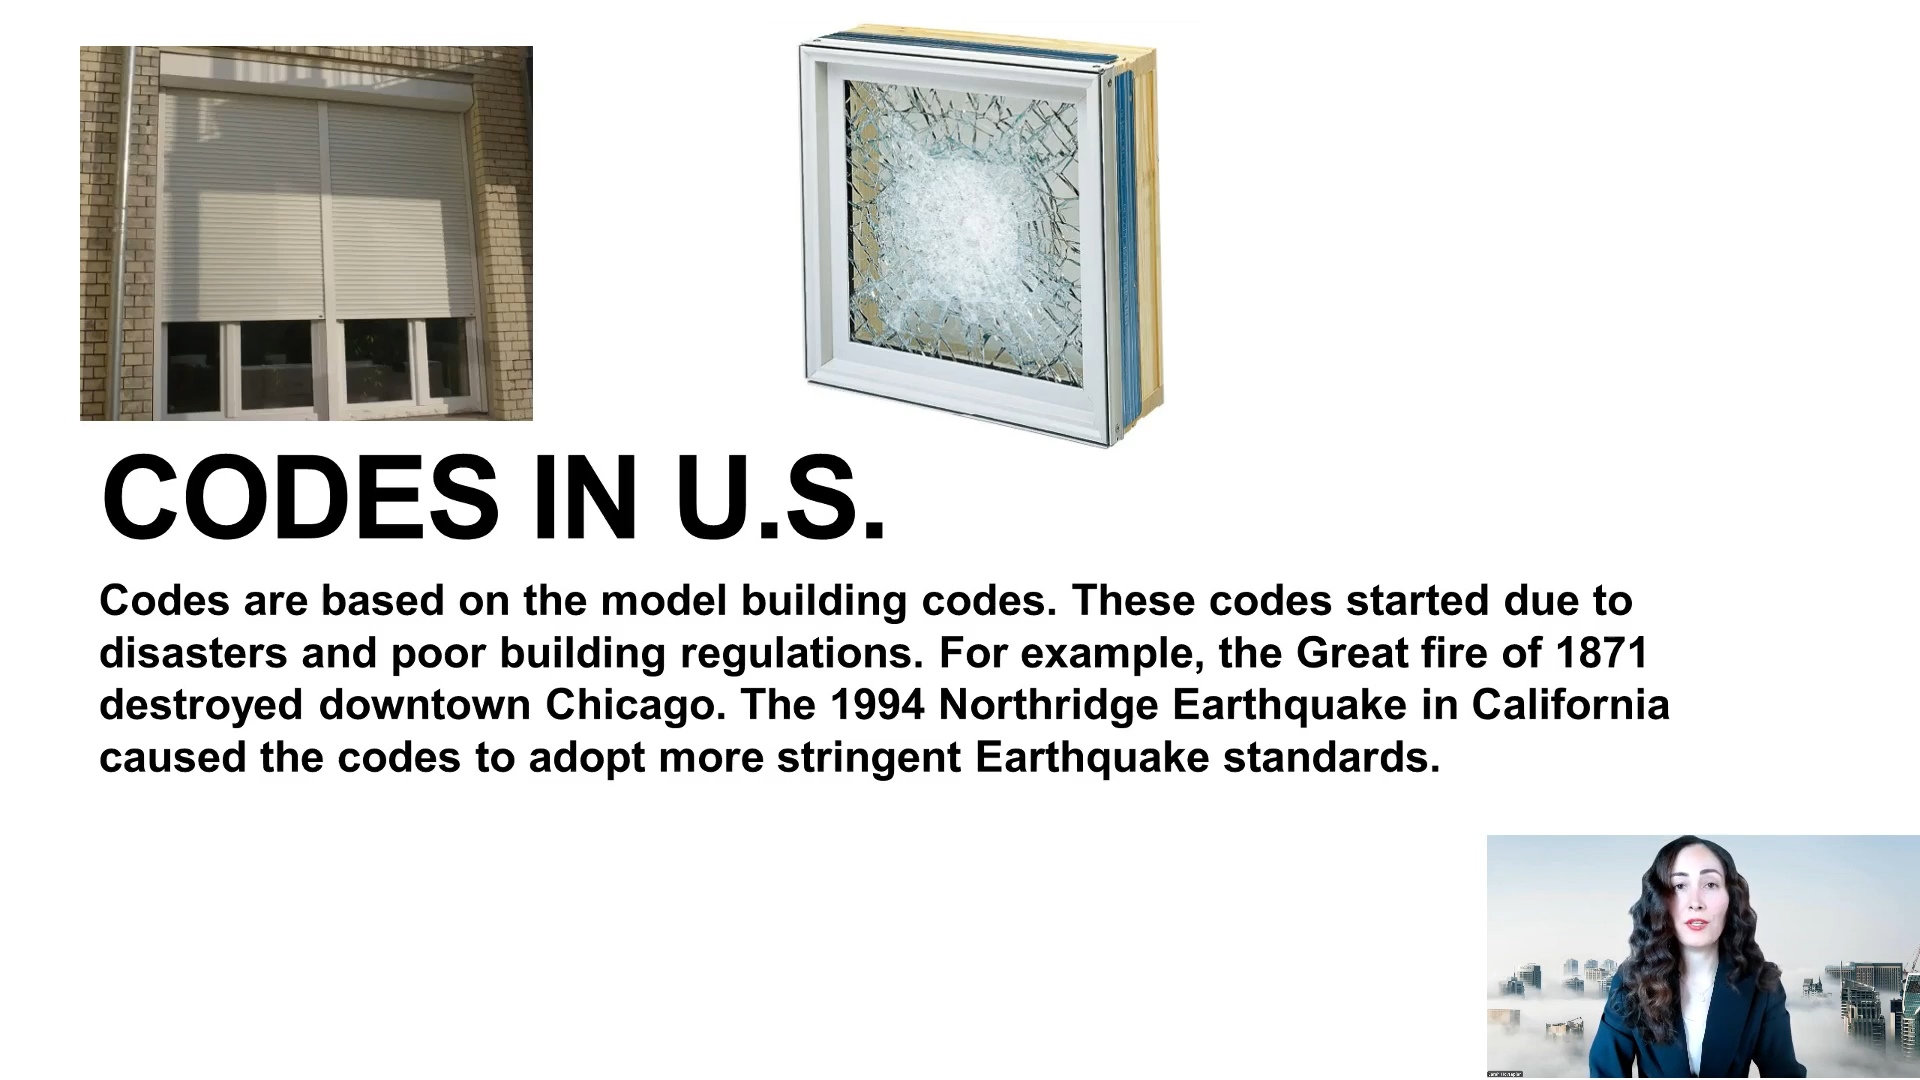 CODES IN U.S.
Codes are based on the model building codes. These codes started due to
disasters and poor building regulations. For example, the Great fire of 1871
destroyed downtown Chicago. The 1994 Northridge Earthquake in California
caused the codes to adopt more stringent Earthquake standards.